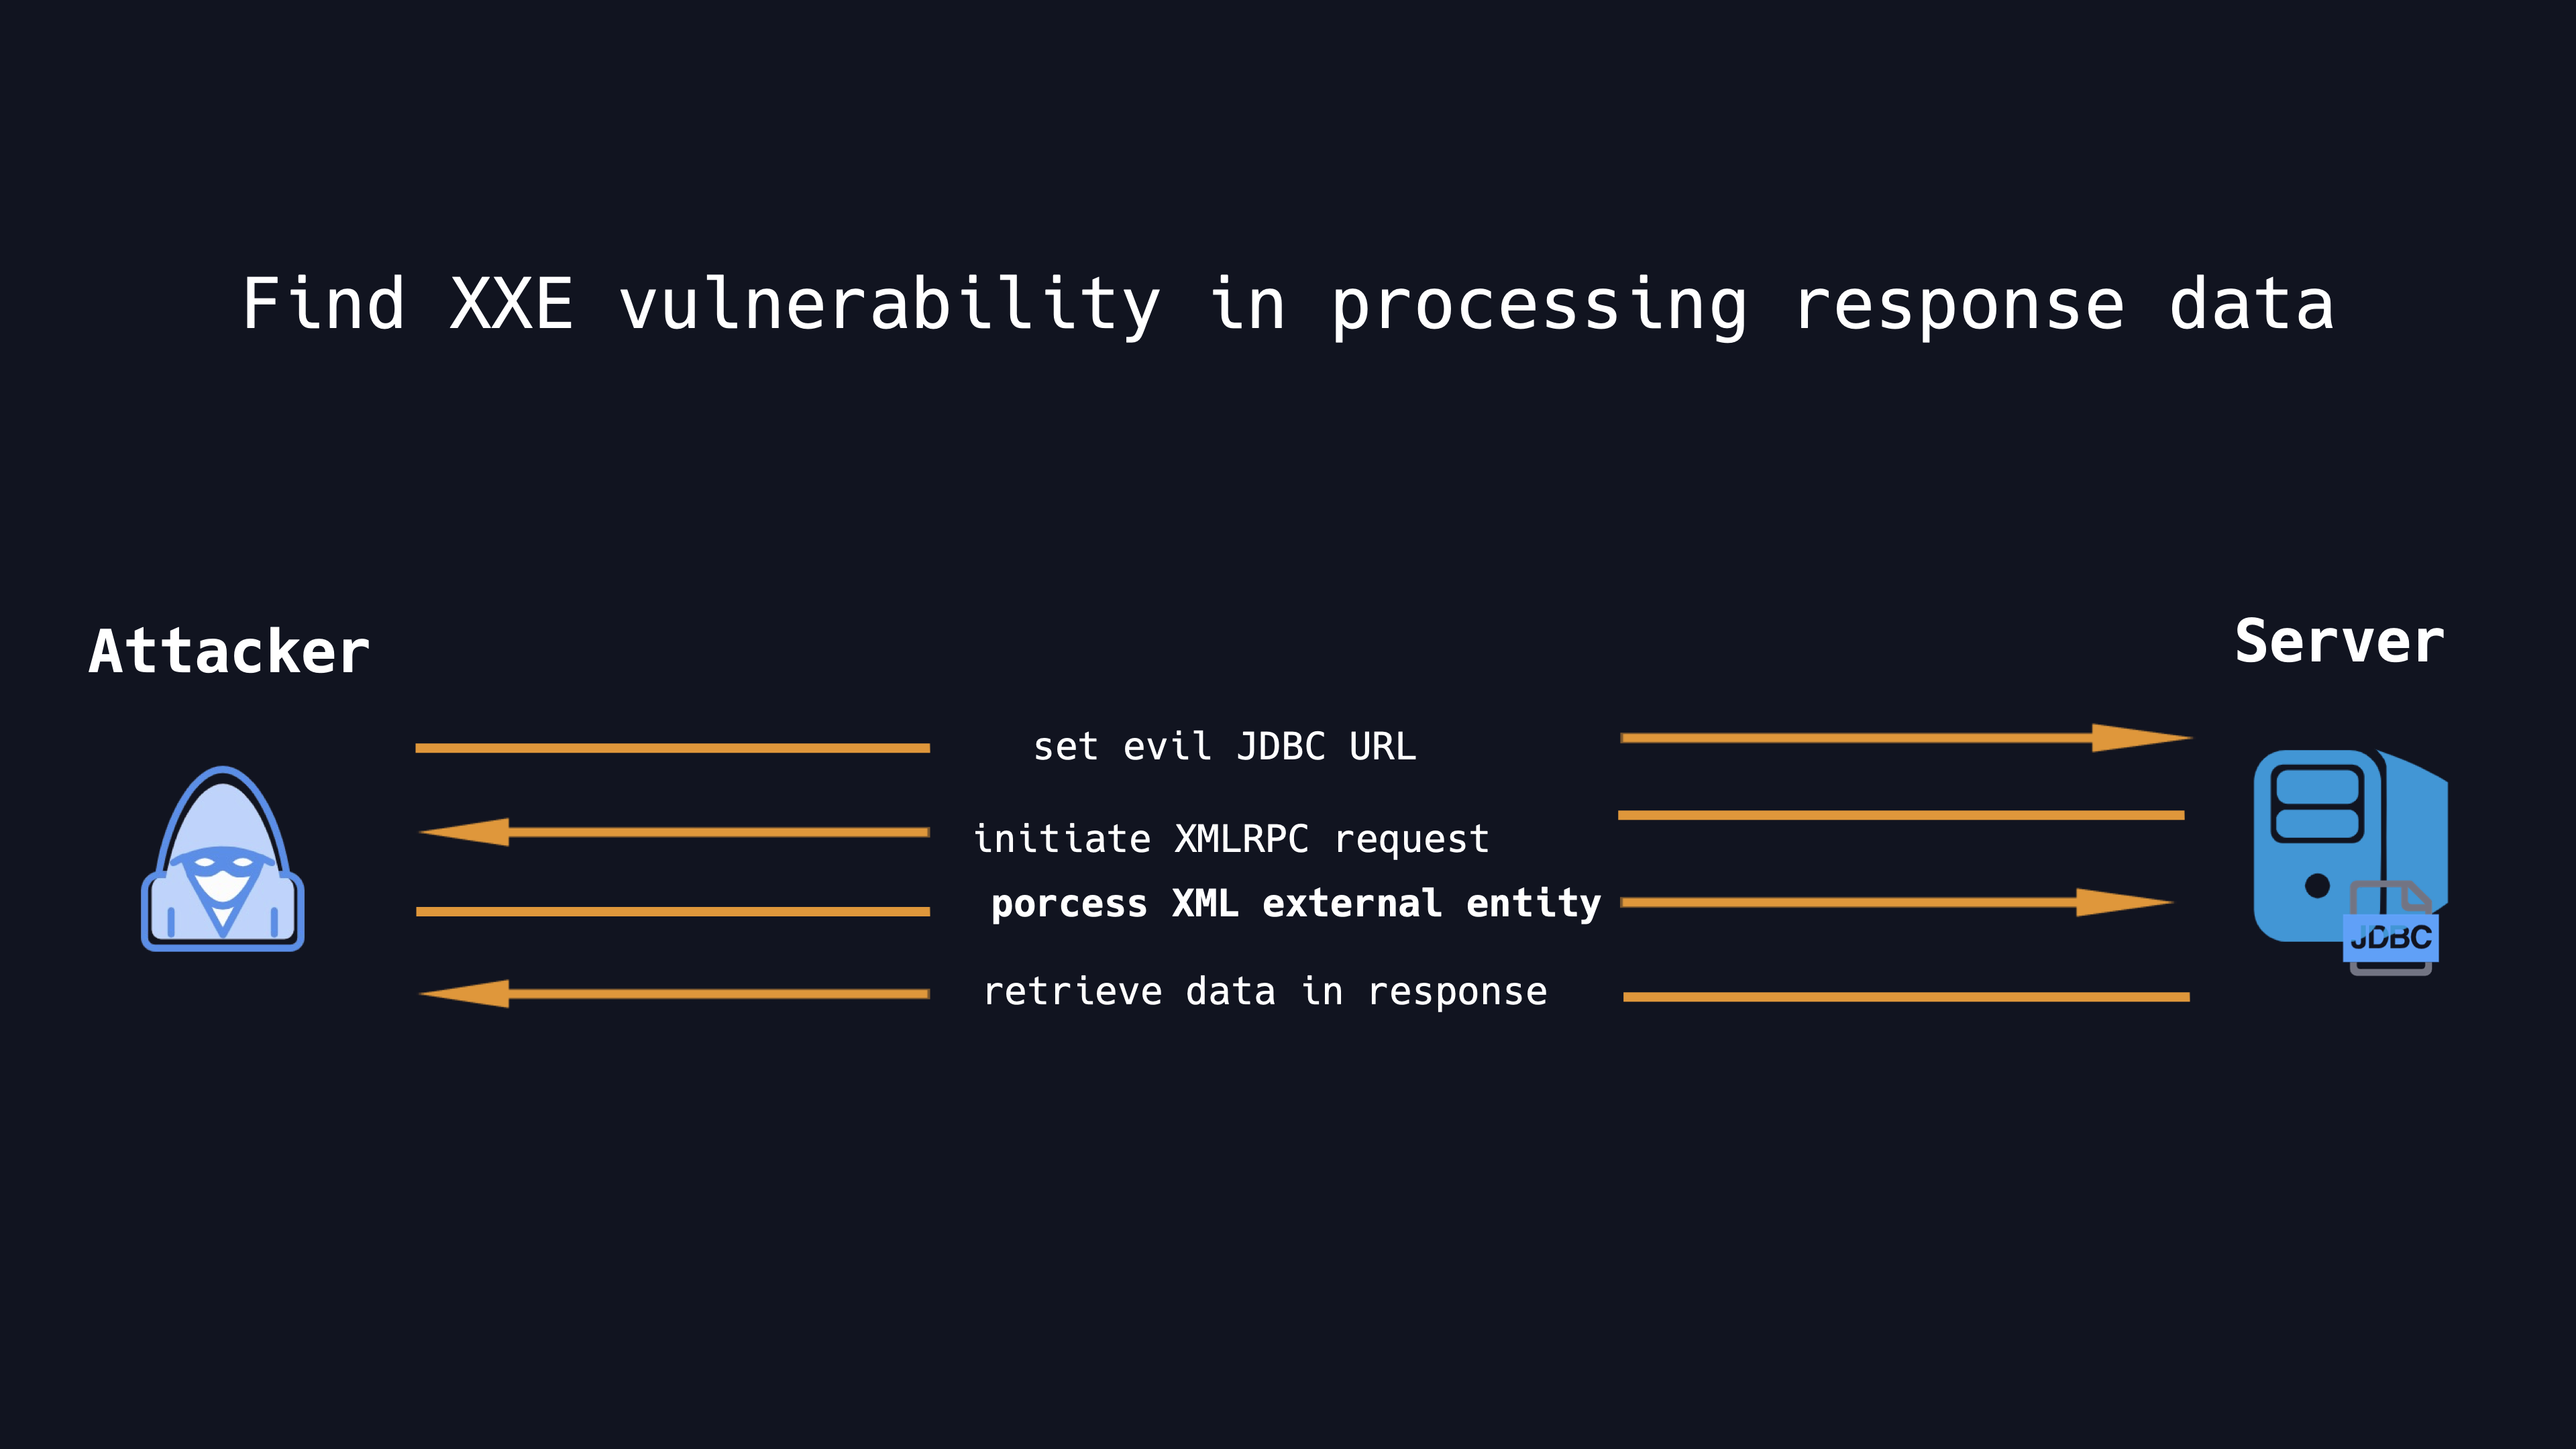 Find XXE vulnerability in processing response data
Attacker
Server
set evil JDBC URL
initiate XMLRPC request
porcess XML external entity
retrieve data in response
JDBC